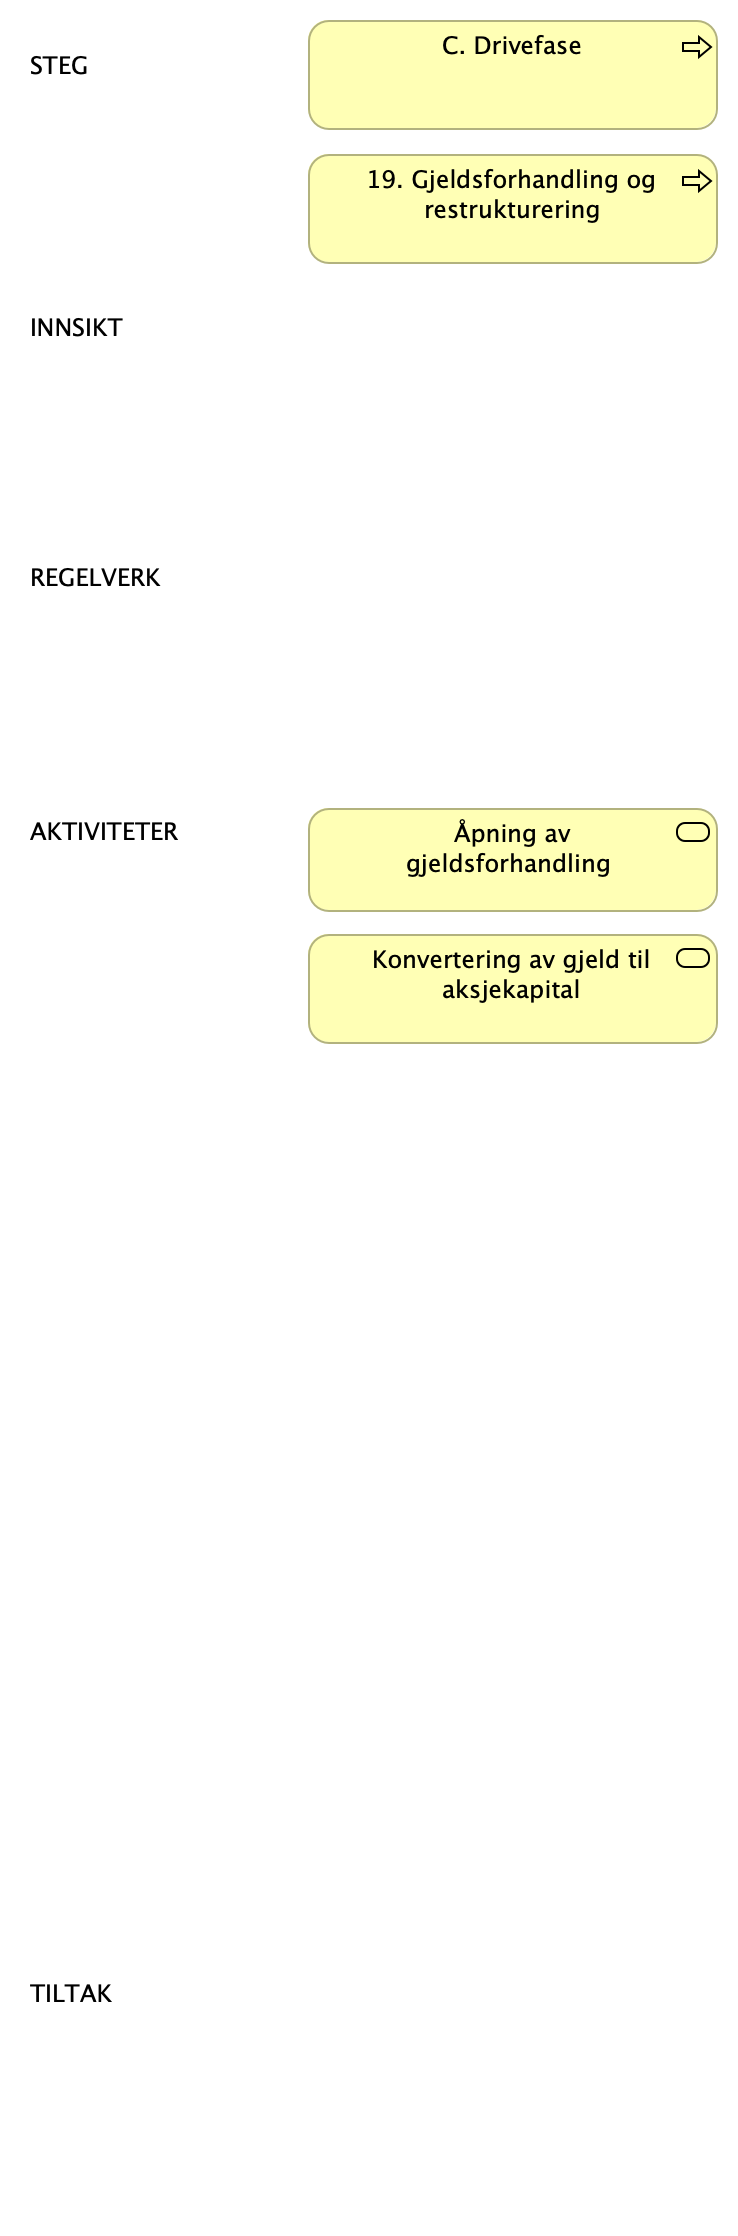 STEG
C. Drivefase
19. Gjeldsforhandling og
restrukturering
INNSIKT
REGELVERK
AKTIVITETER
Åpning av
gjeldsforhandling
Konvertering av gjeld til
aksjekapital
TILTAK